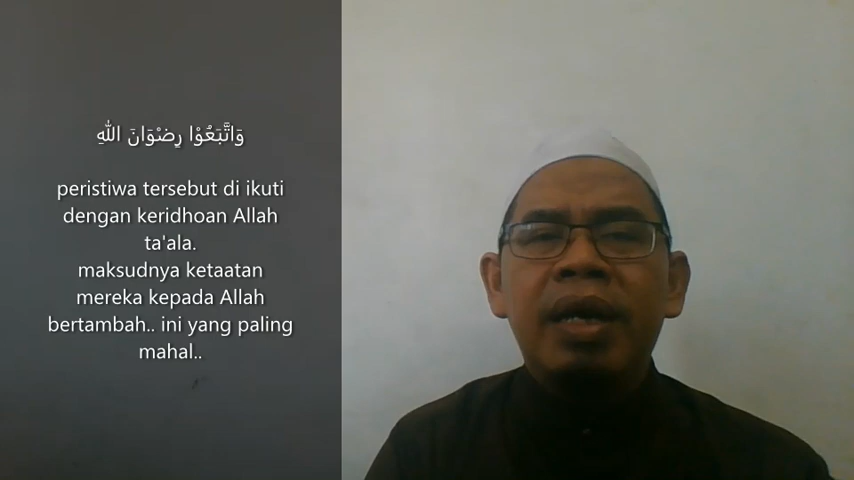 وَاتَّبَعُوْا رِضْوَانَ اللهِ
peristiwa tersebut di ikuti
dengan keridhoan Allah
ta'ala.
maksudnya ketaatan
mereka kepada Allah
bertambah.. ini yang paling
mahal..